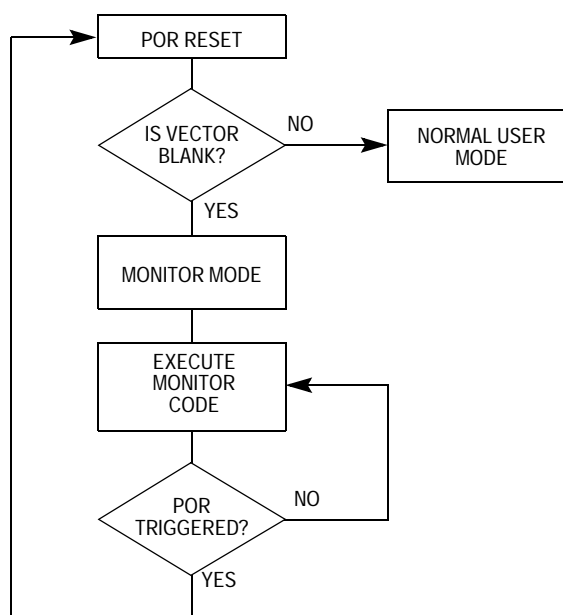 POR RESET
IS VECTOR
BLANK?
NO
NORMAL USER
MODE
YES
MONITOR MODE
EXECUTE
MONITOR
CODE
POR
TRIGGERED?
NO
YES